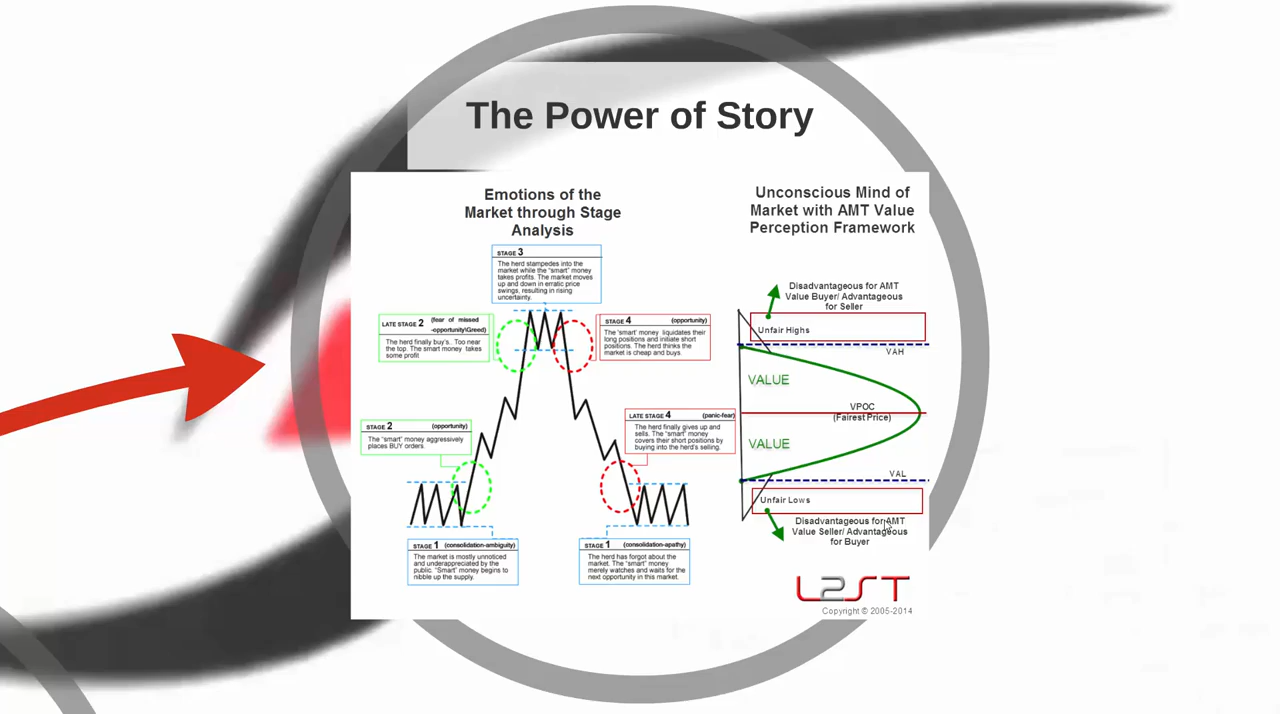 The Power of Story
Emotions of the
Market through Stage
Analysis
STAGE 3
The herd stampedes into the
market while the "smart" money
takes profits. The market moves
up and down in erratic price
swings, resulting in rising
uncertainty.
LATE STAGE 2 (fear of missed
-opportunity\Greed)
The herd finally buy's. Too near
the top. The smart money takes
some profit
STAGE 4 (opportunity)
The 'smart' money liquidates their
long positions and initiate short
positions. The herd thinks the
market is cheap and buys.
STAGE 2 (opportunity)
The "smart" money aggressively
places BUY orders.
LATE STAGE 4 (panic-fear)
The herd finally gives up and
sells. The "smart" money
covers their short positions by
buying into the herd's selling.
STAGE 1 (consolidation-ambiguity)
The market is mostly unnoticed
and underappreciated by the
public. "Smart" money begins to
nibble up the supply.
STAGE 1 (consolidation-apathy)
The herd has forgot about the
market. The "smart" money
merely watches and waits for the
next opportunity in this market.
Unconscious Mind of
Market with AMT Value
Perception Framework
Disadvantageous for AMT
Value Buyer/ Advantageous
for Seller
Unfair Highs
VAH
VALUE
VPOC
(Fairest Price)
VALUE
VAL
Unfair Lows
Disadvantageous for AMT
Value Seller/ Advantageous
for Buyer
L2ST
Copyright © 2005-2014